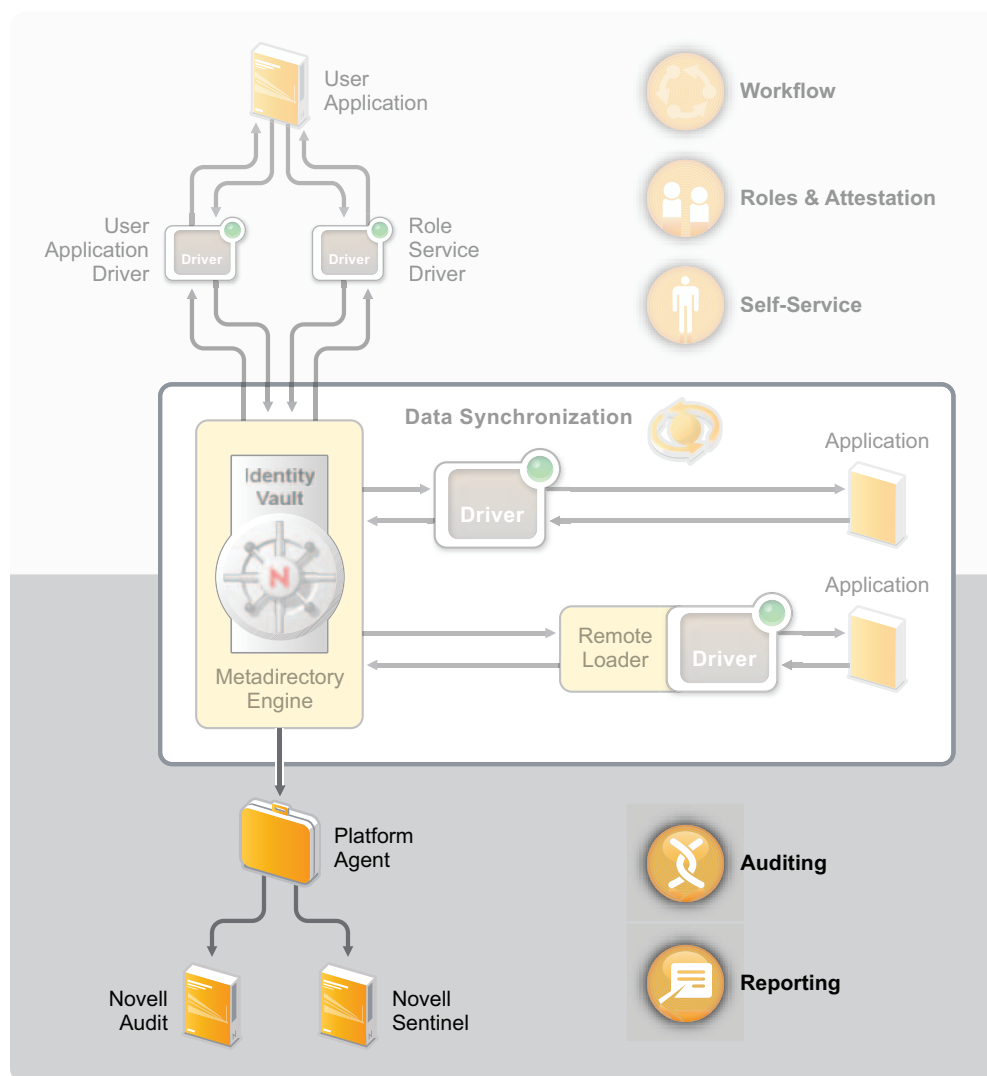 User
Application
Workflow
Roles & Attestation
User
Application
Driver
Driver
Driver
Role
Service
Driver
Self-Service
Data Synchronization
Application
Identity
Vault
Driver
N
Application
Remote
Loader
Driver
Metadirectory
Engine
Platform
Agent
Auditing
Reporting
Novell
Audit
Novell
Sentinel